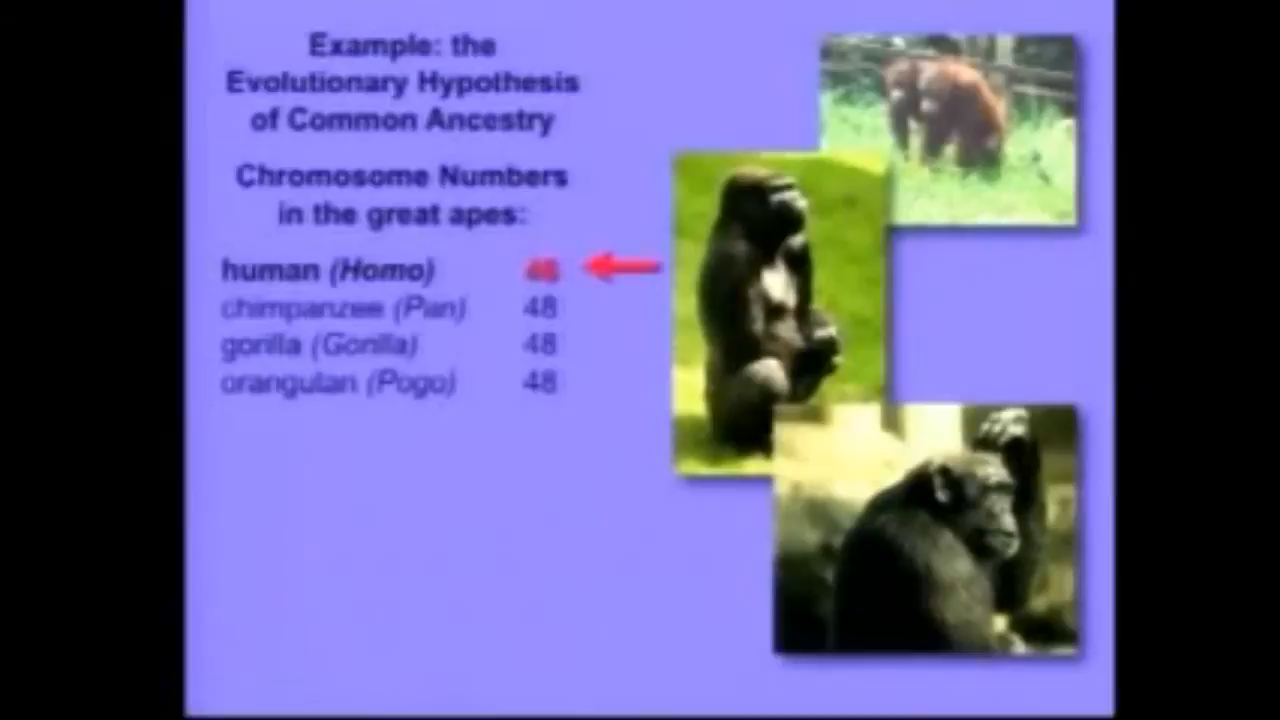 Example: the
Evolutionary Hypothesis
of Common Ancestry
Chromosome Numbers
in the great apes:
human (Homo) 46
chimpanzee (Pan) 48
gorilla (Gorilla) 48
orangutan (Pogo) 48